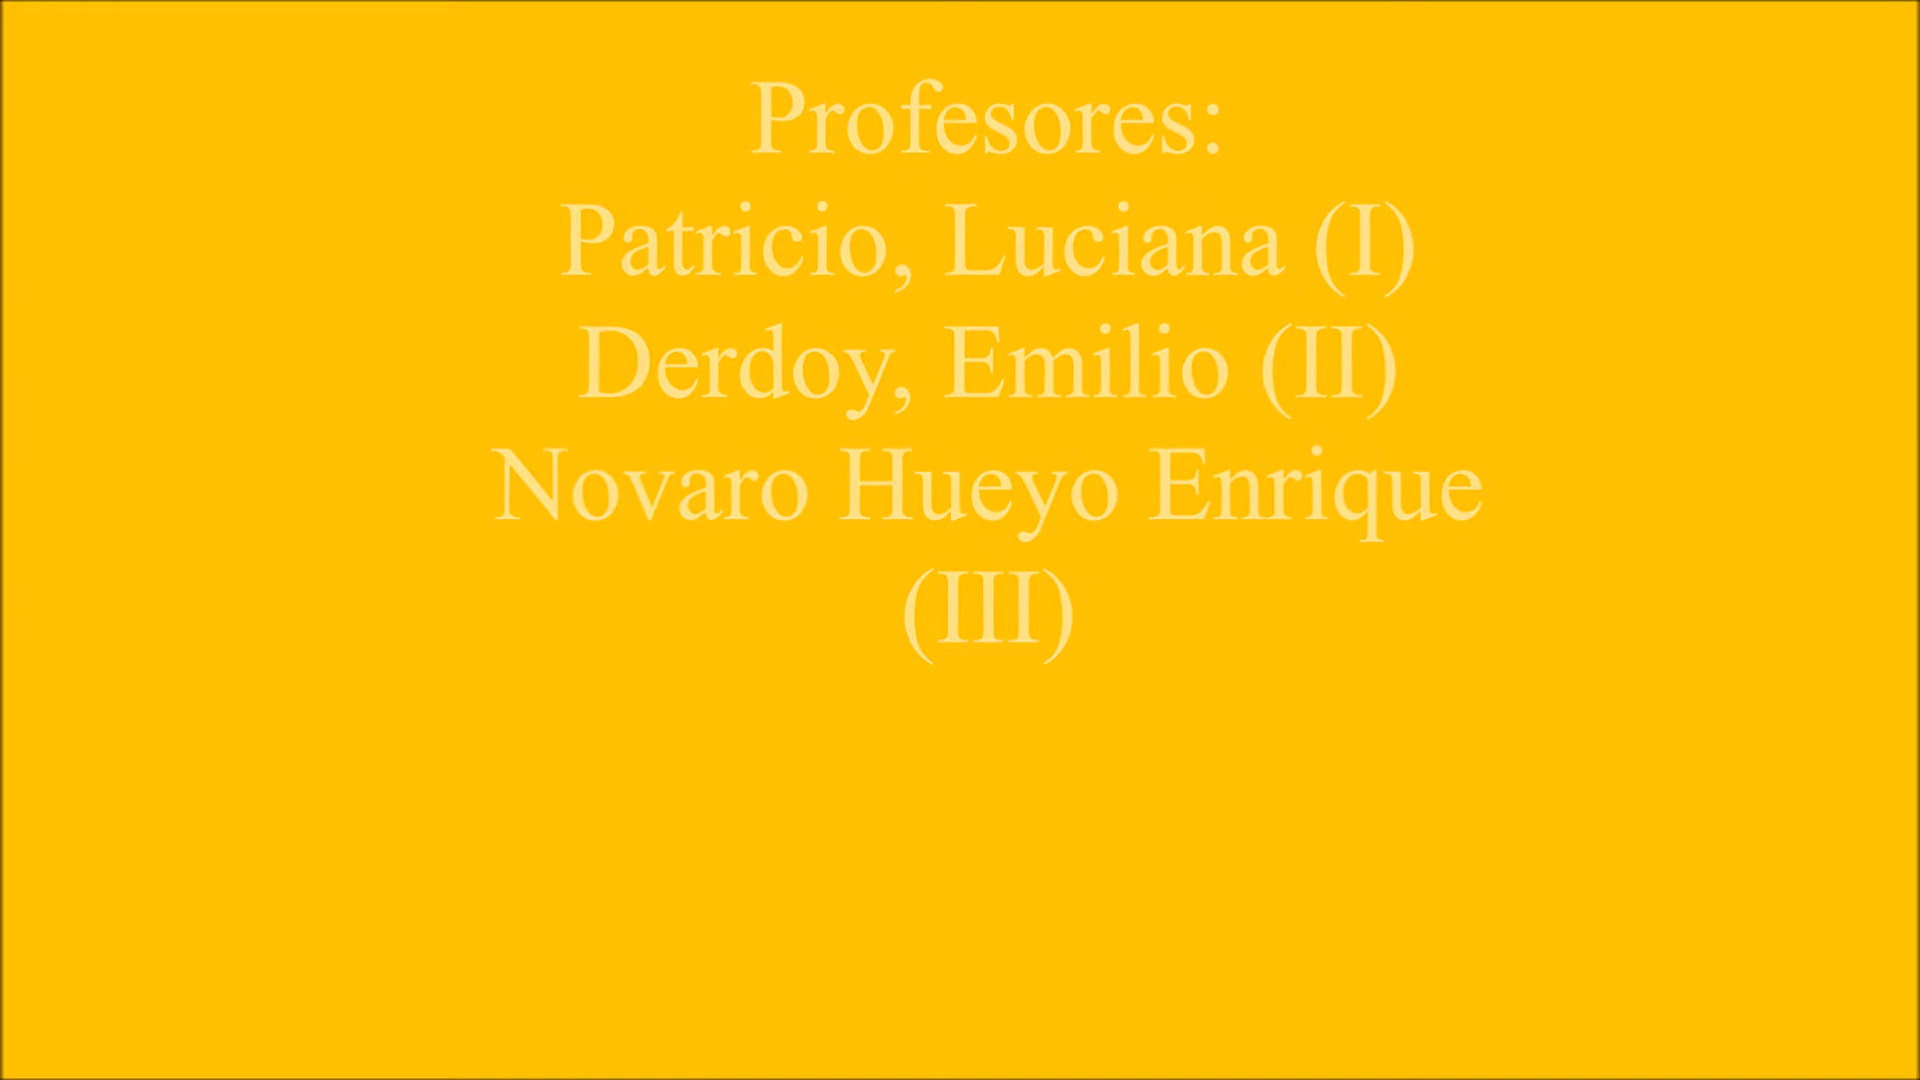 Profesores:
Patricio, Luciana (I)
Derdoy, Emilio (II)
Novaro Hueyo Enrique
(III)